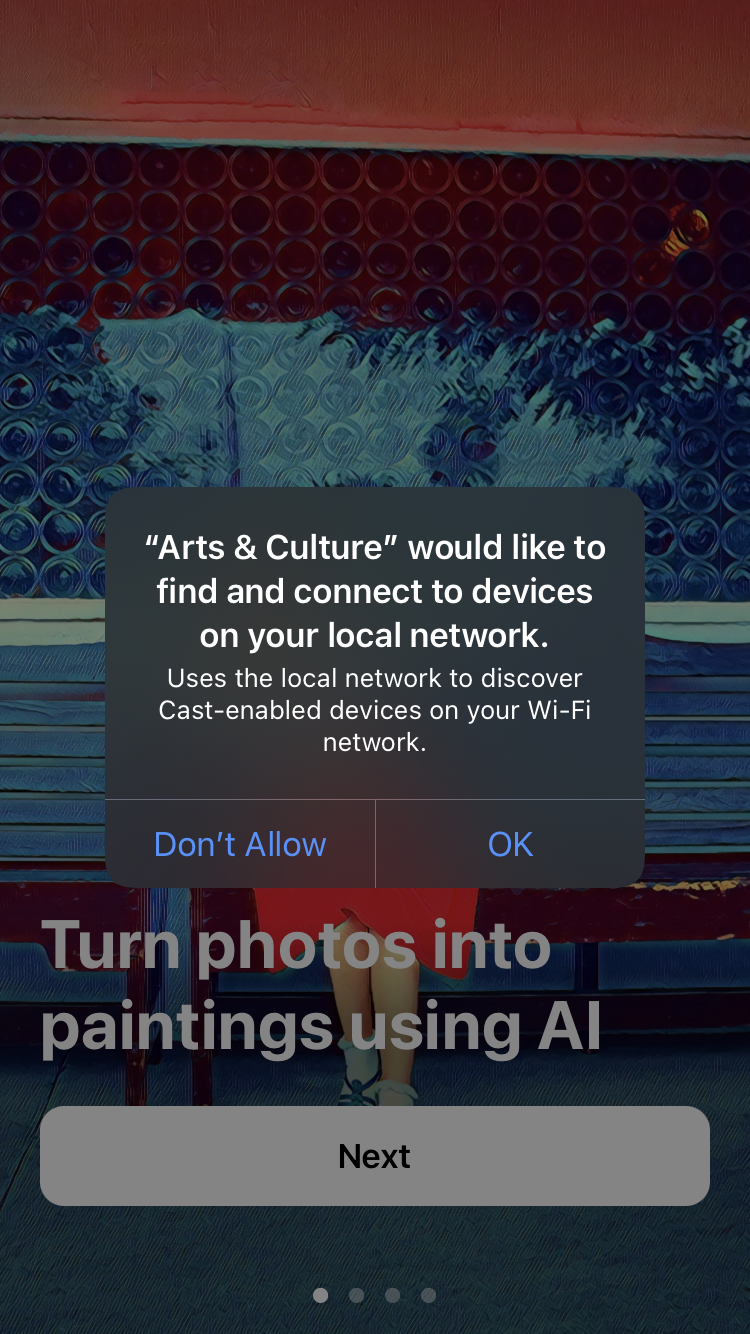 “Arts & Culture” would like to
find and connect to devices
on your local network.
Uses the local network to discover
Cast-enabled devices on your Wi-Fi
network.
Don’t Allow
OK
Turn photos into
paintings using AI
Next